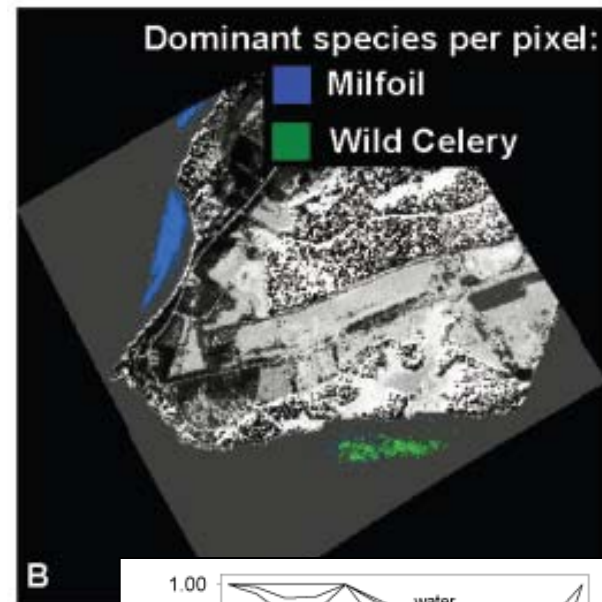 Dominant species per pixel:
Milfoil
Wild Celery
B
1.00
water